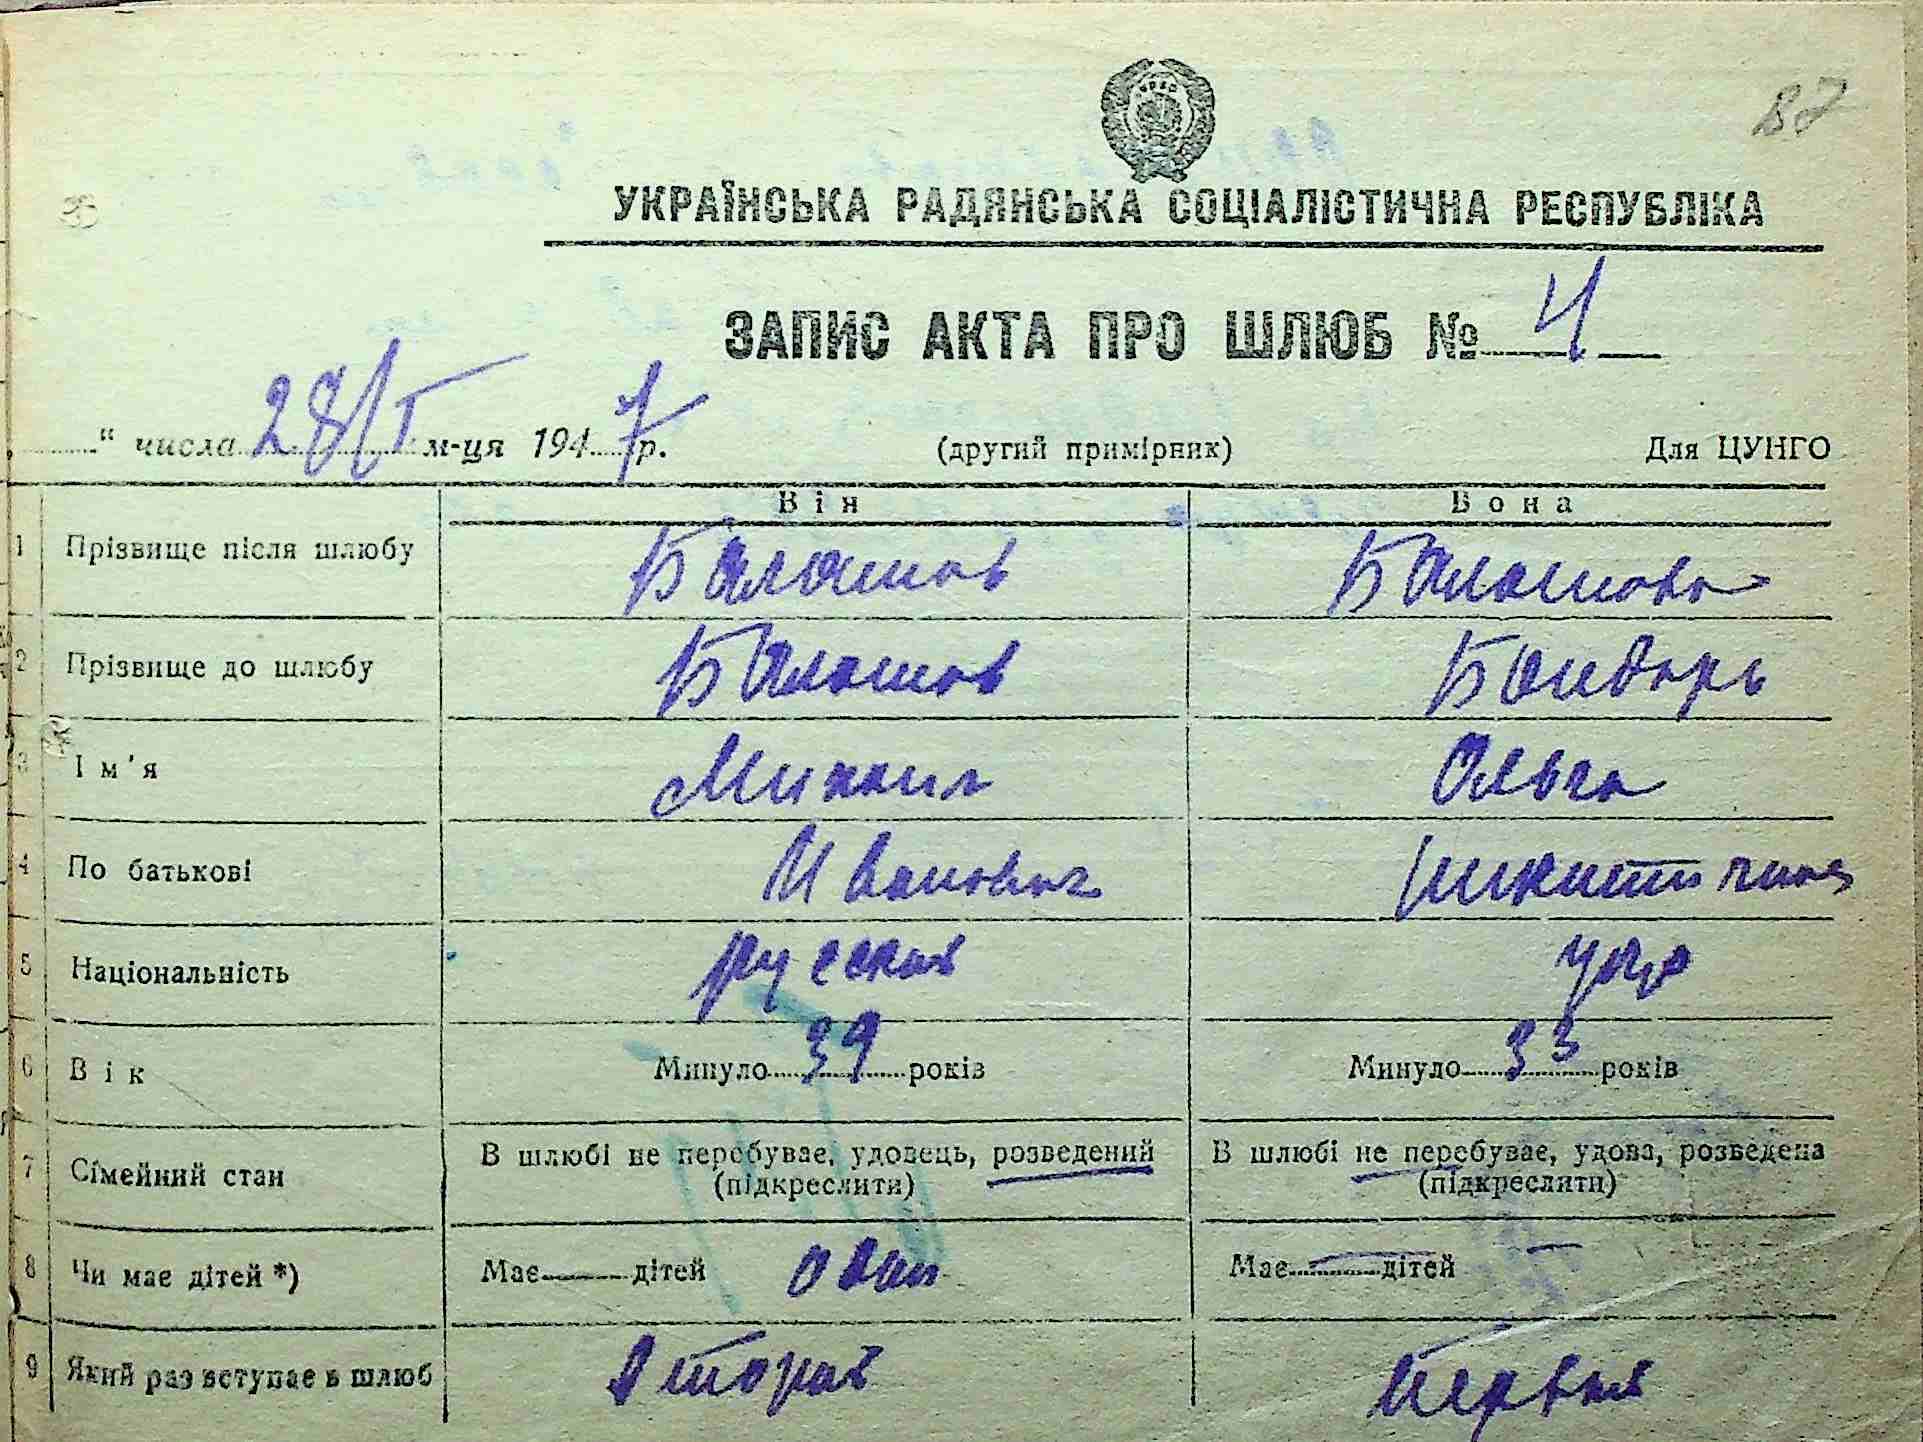 87
УКРАЇНСЬКА РАДЯНСЬКА СОЦІАЛІСТИЧНА РЕСПУБЛІКА
ЗАПИС АКТА ПРО ШЛЮБ № 4
" числа 28/I м-ця 1947 р. (другий примірник) Для ЦУНГО
Він Вона
1 Прізвище після шлюбу Балашов Балашова
2 Прізвище до шлюбу Балашов Бондарь
3 Ім'я Михаил Ольга
4 По батькові Иванович Никитична
5 Національність русский укр
6 Вік Минуло 39 років Минуло 33 років
7 Сімейний стан В шлюбі не перебуває, удовець, розведений (підкреслити) В шлюбі не перебуває, удова, розведена (підкреслити)
8 Чи має дітей *) Має — дітей один Має — дітей —
9 Який раз вступає в шлюб второй первый